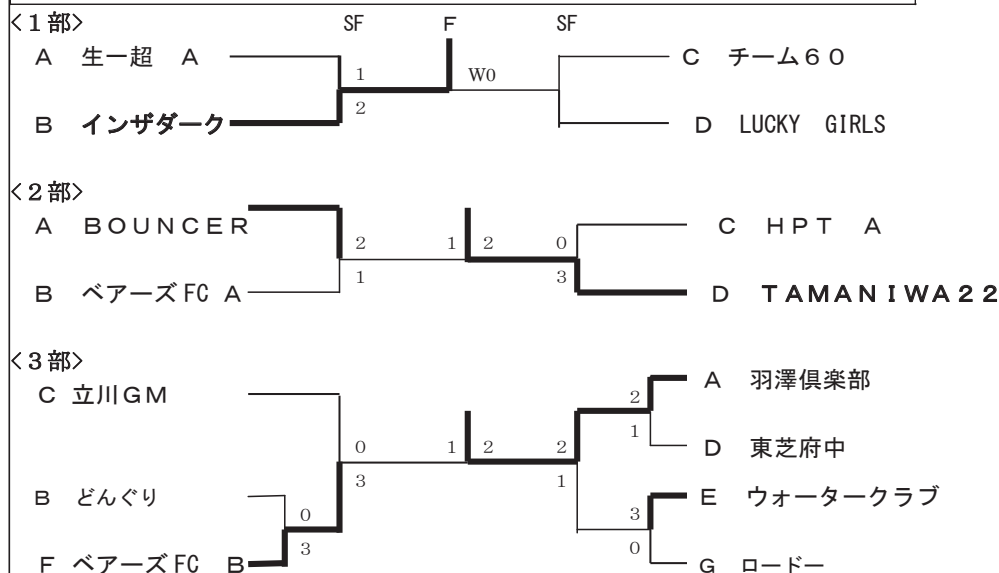 <1部> SF F SF
A 生一超 A C チーム60
1 W0
2
B インザダーク D LUCKY GIRLS
<2部>
A BOUNCER C HPT A
2 1 2 0
1 3
B ベアーズFC A D TAMANIWA22
<3部>
A 羽澤倶楽部
C 立川GM
2
1
0 1 2 2
D 東芝府中
3 1
B どんぐり E ウォータークラブ
0 3
3 0
F ベアーズFC B G ロードー